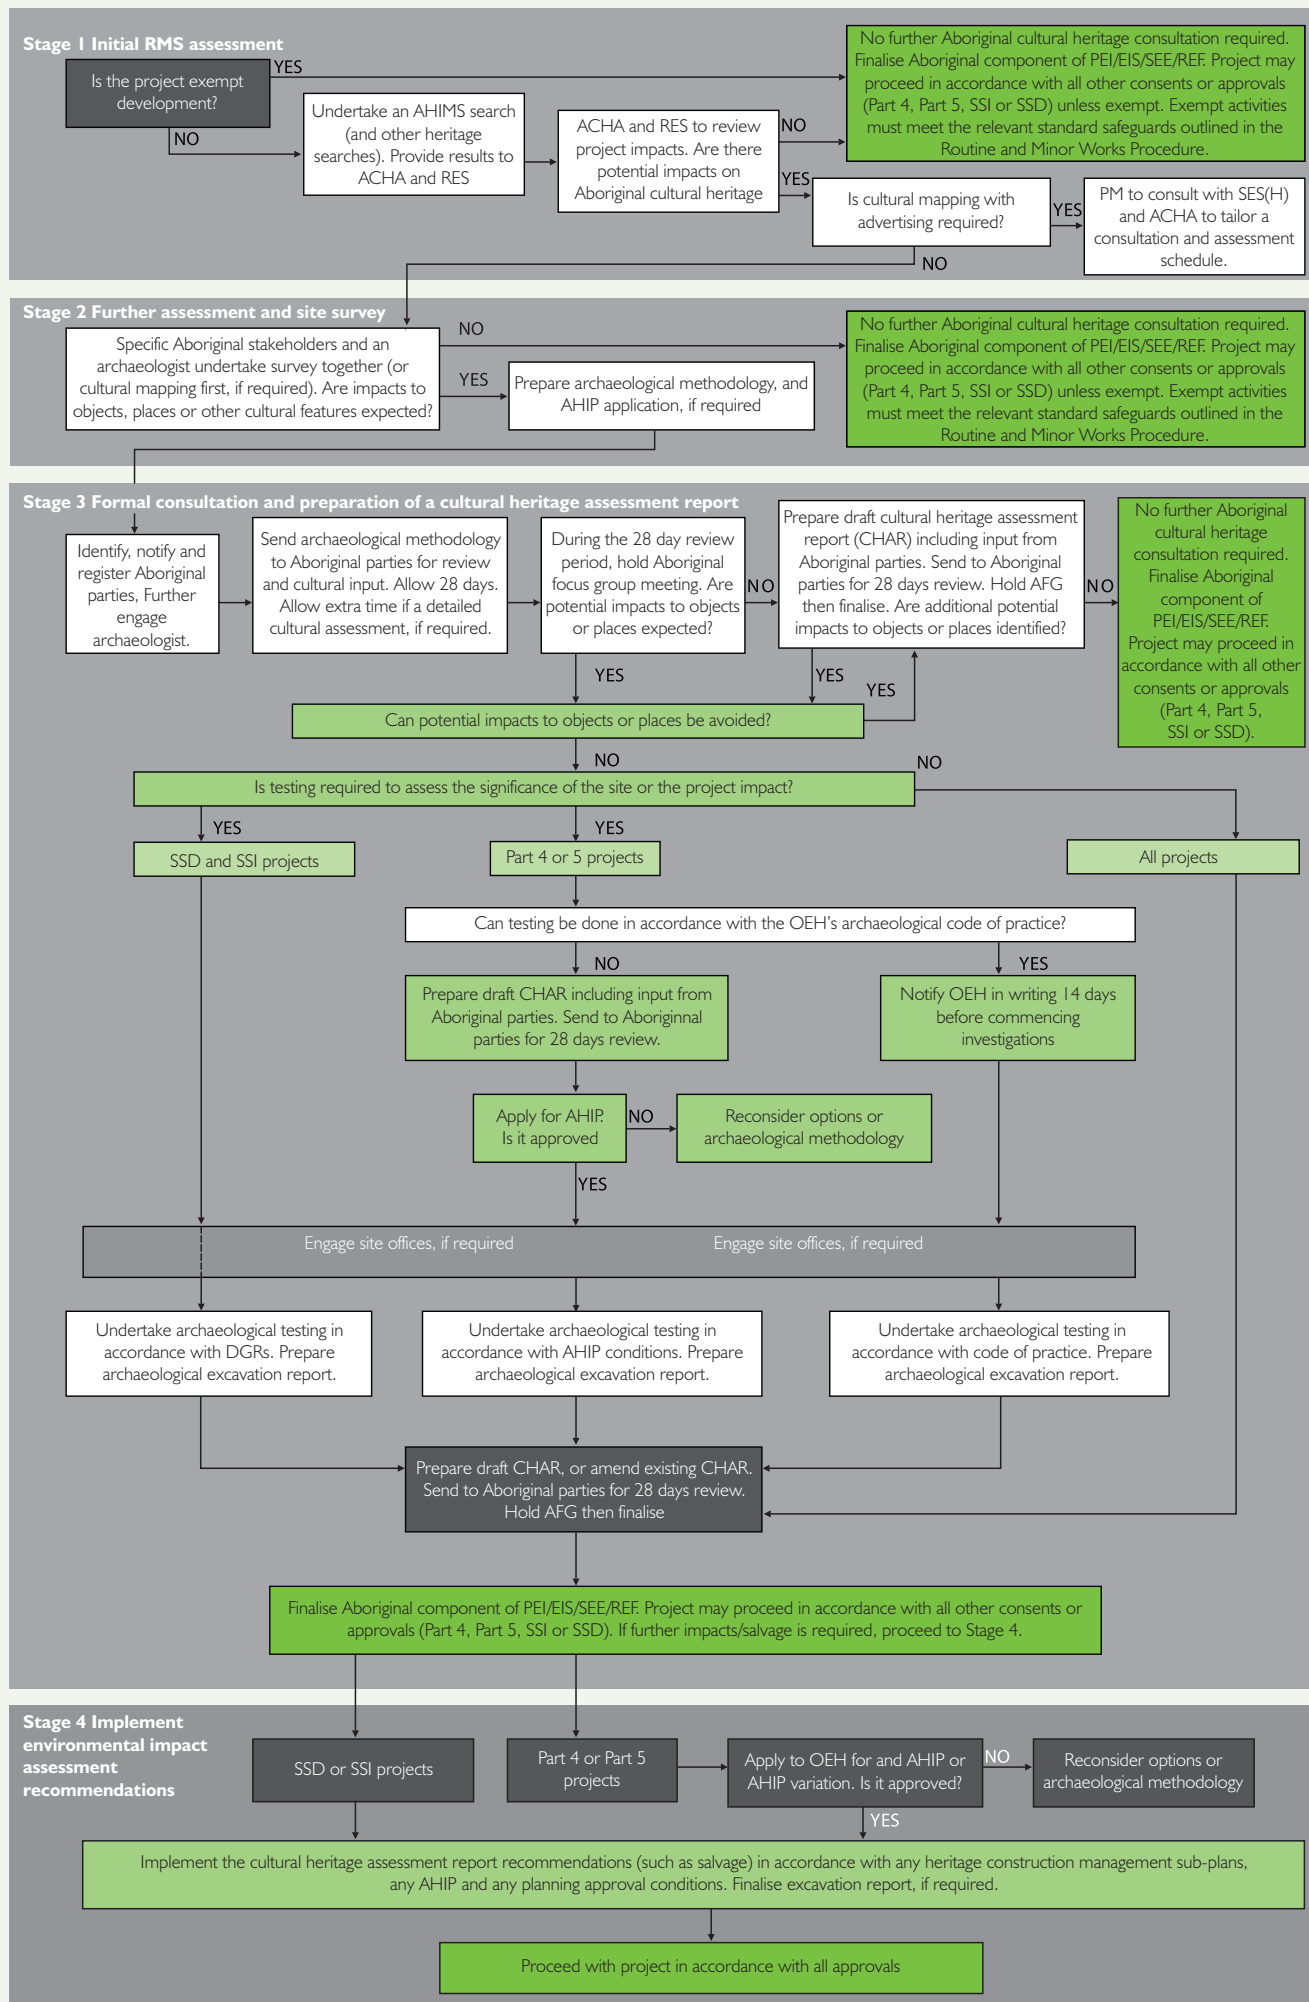 Stage 1 Initial RMS assessment
Is the project exempt
development?
YES
NO
Undertake an AHIMS search
(and other heritage
searches). Provide results to
ACHA and RES
ACHA and RES to review
project impacts. Are there
potential impacts on
Aboriginal cultural heritage
NO
YES
No further Aboriginal cultural heritage consultation required.
Finalise Aboriginal component of PEI/EIS/SEE/REF. Project may
proceed in accordance with all other consents or approvals
(Part 4, Part 5, SSI or SSD) unless exempt. Exempt activities
must meet the relevant standard safeguards outlined in the
Routine and Minor Works Procedure.
Is cultural mapping with
advertising required?
YES
NO
PM to consult with SES(H)
and ACHA to tailor a
consultation and assessment
schedule.
Stage 2 Further assessment and site survey
Specific Aboriginal stakeholders and an
archaeologist undertake survey together (or
cultural mapping first, if required). Are impacts to
objects, places or other cultural features expected?
NO
YES
Prepare archaeological methodology, and
AHIP application, if required
No further Aboriginal cultural heritage consultation required.
Finalise Aboriginal component of PEI/EIS/SEE/REF. Project may
proceed in accordance with all other consents or approvals
(Part 4, Part 5, SSI or SSD) unless exempt. Exempt activities
must meet the relevant standard safeguards outlined in the
Routine and Minor Works Procedure.
Stage 3 Formal consultation and preparation of a cultural heritage assessment report
Identify, notify and
register Aboriginal
parties, Further
engage
archaeologist.
Send archaeological methodology
to Aboriginal parties for review
and cultural input. Allow 28 days.
Allow extra time if a detailed
cultural assessment, if required.
During the 28 day review
period, hold Aboriginal
focus group meeting. Are
potential impacts to objects
or places expected?
NO
YES
Prepare draft cultural heritage assessment
report (CHAR) including input from
Aboriginal parties. Send to Aboriginal
parties for 28 days review. Hold AFG
then finalise. Are additional potential
impacts to objects or places identified?
NO
YES
YES
No further Aboriginal
cultural heritage
consultation required.
Finalise Aboriginal
component of
PEI/EIS/SEE/REF.
Project may proceed in
accordance with all other
consents or approvals
(Part 4, Part 5,
SSI or SSD).
Can potential impacts to objects or places be avoided?
NO
Is testing required to assess the significance of the site or the project impact?
NO
YES
YES
SSD and SSI projects
Part 4 or 5 projects
All projects
Can testing be done in accordance with the OEH's archaeological code of practice?
NO
YES
Prepare draft CHAR including input from
Aboriginal parties. Send to Aboriginnal
parties for 28 days review.
Notify OEH in writing 14 days
before commencing
investigations
Apply for AHIP.
Is it approved
NO
Reconsider options or
archaeological methodology
YES
Engage site offices, if required
Engage site offices, if required
Undertake archaeological testing in
accordance with DGRs. Prepare
archaeological excavation report.
Undertake archaeological testing in
accordance with AHIP conditions. Prepare
archaeological excavation report.
Undertake archaeological testing in
accordance with code of practice. Prepare
archaeological excavation report.
Prepare draft CHAR, or amend existing CHAR.
Send to Aboriginal parties for 28 days review.
Hold AFG then finalise
Finalise Aboriginal component of PEI/EIS/SEE/REF. Project may proceed in accordance with all other consents or
approvals (Part 4, Part 5, SSI or SSD). If further impacts/salvage is required, proceed to Stage 4.
Stage 4 Implement
environmental impact
assessment
recommendations
SSD or SSI projects
Part 4 or Part 5
projects
Apply to OEH for and AHIP or
AHIP variation. Is it approved?
NO
Reconsider options or
archaeological methodology
YES
Implement the cultural heritage assessment report recommendations (such as salvage) in accordance with any heritage construction management sub-plans,
any AHIP and any planning approval conditions. Finalise excavation report, if required.
Proceed with project in accordance with all approvals